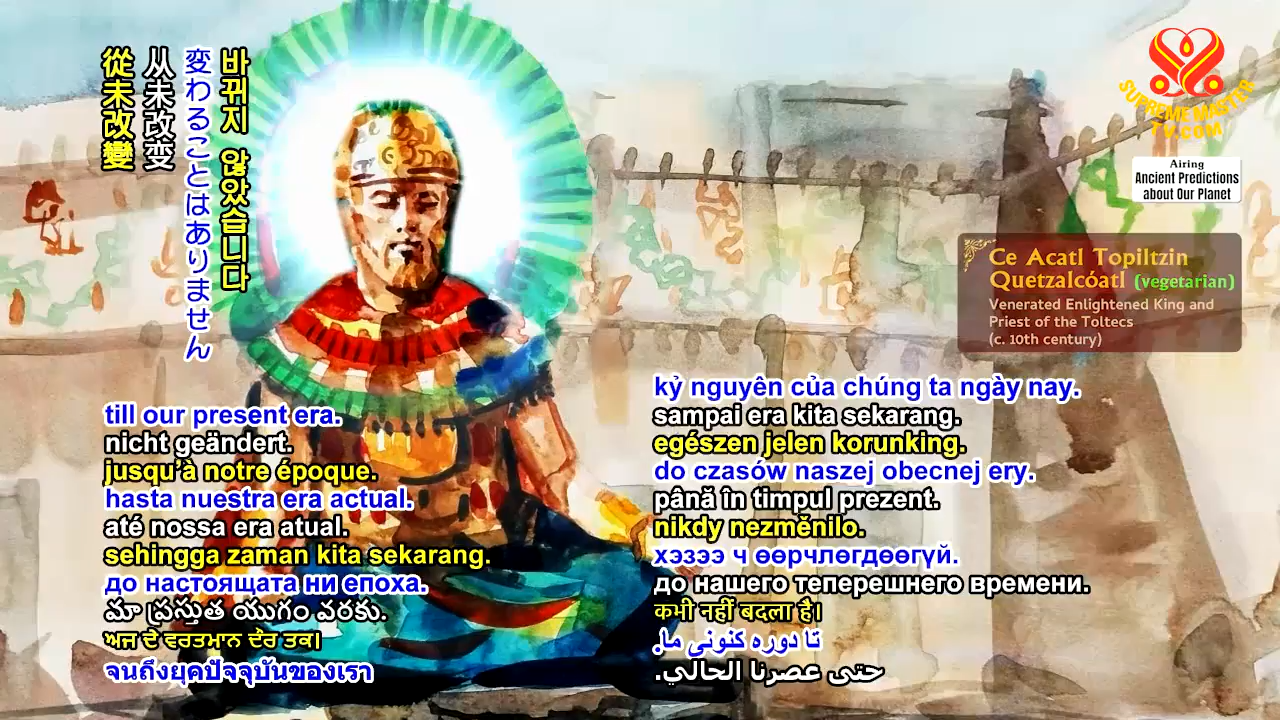 從未改變
从未改变
変わることはありません
바뀌지 않았습니다
SUPREME MASTER
TV.COM
Airing
Ancient Predictions
about Our Planet
Ce Acatl Topiltzin
Quetzalcóatl (vegetarian)
Venerated Enlightened King and
Priest of the Toltecs
(c. 10th century)
till our present era.
nicht geändert.
jusqu’à notre époque.
hasta nuestra era actual.
até nossa era atual.
sehingga zaman kita sekarang.
до настоящата ни епоха.
మా ప్రస్తుత యుగం వరకు.
ਅਜ ਦੇ ਵਰਤਮਾਨ ਦੌਰ ਤਕ।
จนถึงยุคปัจจุบันของเรา
kỷ nguyên của chúng ta ngày nay.
sampai era kita sekarang.
egészen jelen korunking.
do czasów naszej obecnej ery.
până în timpul prezent.
nikdy nezměnilo.
хэзээ ч өөрчлөгдөөгүй.
до нашего теперешнего времени.
कभी नहीं बदला है।
تا دوره کنونی ما.
حتى عصرنا الحالي.